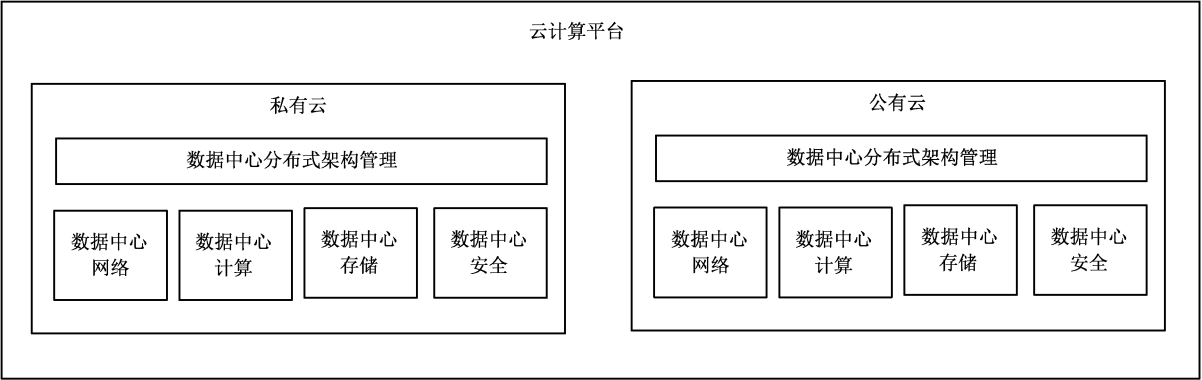 云计算平台
私有云
数据中心分布式架构管理
数据中心
网络
数据中心
计算
数据中心
存储
数据中心
安全
公有云
数据中心分布式架构管理
数据中心
网络
数据中心
计算
数据中心
存储
数据中心
安全